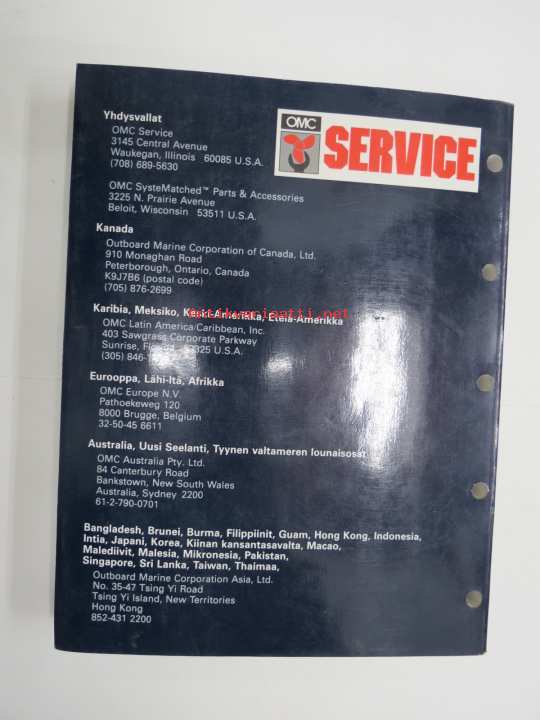 OMC
SERVICE
Yhdysvallat
OMC Service
3145 Central Avenue
Waukegan, Illinois 60085 U.S.A.
(708) 689-5630
OMC SysteMatched™ Parts & Accessories
3225 N. Prairie Avenue
Beloit, Wisconsin 53511 U.S.A.
Kanada
Outboard Marine Corporation of Canada, Ltd.
910 Monaghan Road
Peterborough, Ontario, Canada
K9J7B6 (postal code)
(705) 876-2699
Karibia, Meksiko, Keski-Amerikka, Etelä-Amerikka
OMC Latin America/Caribbean, Inc.
403 Sawgrass Corporate Parkway
Sunrise, U.S.A.
(305)
Eurooppa, Lähi-Itä, Afrikka
OMC Europe N.V.
Pathoekeweg 120
8000 Brugge, Belgium
32-50-45 6611
Australia, Uusi Seelanti, Tyynen valtameren lounaisosat
OMC Australia Pty. Ltd.
84 Canterbury Road
Bankstown, New South Wales
Australia, Sydney 2200
61-2-790-0701
Bangladesh, Brunei, Burma, Filippiinit, Guam, Hong Kong, Indonesia,
Intia, Japani, Korea, Kiinan kansantasavalta, Macao,
Malediivit, Malesia, Mikronesia, Pakistan,
Singapore, Sri Lanka, Taiwan, Thaimaa,
Outboard Marine Corporation Asia, Ltd.
No. 35-47 Tsing Yi Road
Tsing Yi Island, New Territories
Hong Kong
852-431 2200